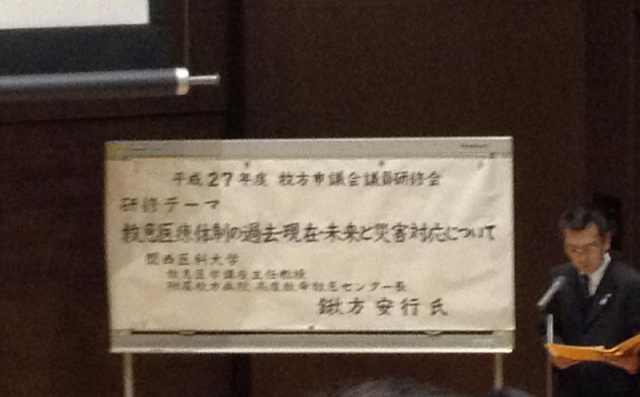 平成27年度 枚方市議会議員研修会
研修テーマ
救急医療体制の過去・現在・未来と災害対応について
関西医科大学
救急医学講座主任教授
附属枚方病院 高度救命救急センター長
鍬方 安行 氏